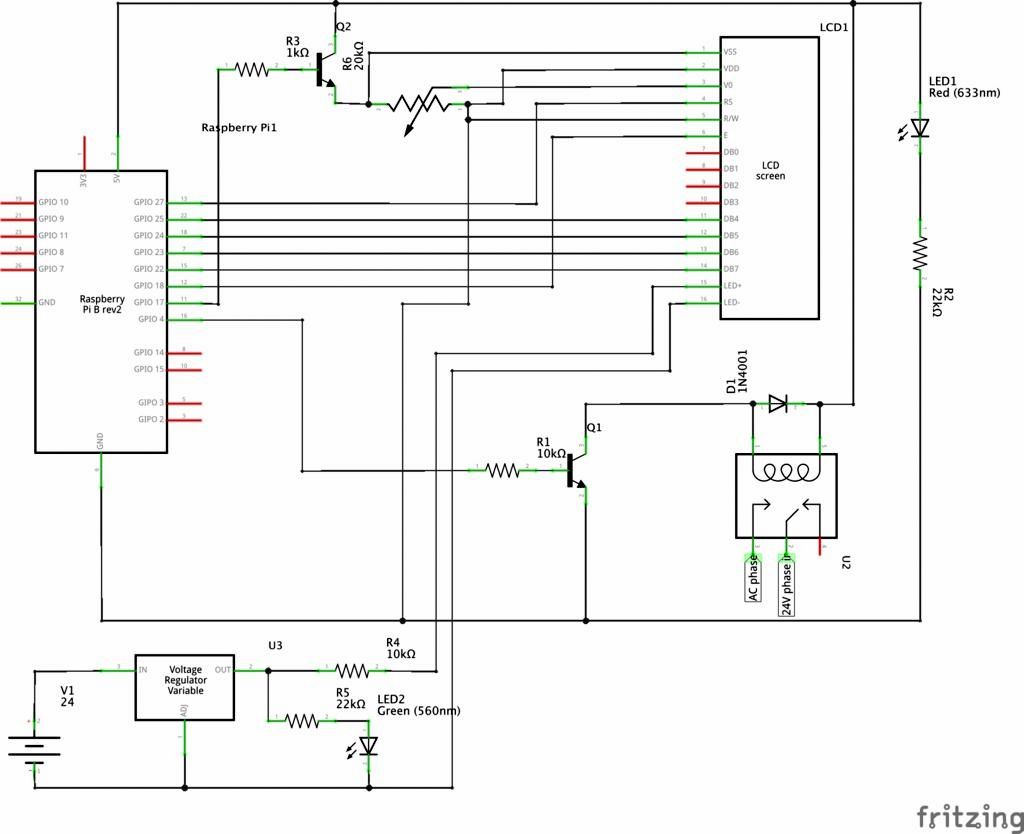 Q2
LCD1
R3
1kΩ
R6
20kΩ
VSS
VDD
V0
RS
R/W
E
DB0
DB1
DB2
DB3
DB4
DB5
DB6
DB7
LED+
LED-
LCD
screen
LED1
Red (633nm)
R2
22kΩ
Raspberry Pi1
3V3
5V
GPIO 10
GPIO 9
GPIO 11
GPIO 8
GPIO 7
GND
GPIO 27
GPIO 25
GPIO 24
GPIO 23
GPIO 22
GPIO 18
GPIO 17
GPIO 4
GPIO 14
GPIO 15
GIPO 3
GIPO 2
Raspberry
Pi B rev2
GND
D1
1N4001
Q1
R1
10kΩ
AC phase
24V phase
U2
U3
Voltage
Regulator
Variable
IN
OUT
ADJ
V1
24
R4
10kΩ
R5
22kΩ
LED2
Green (560nm)
fritzing